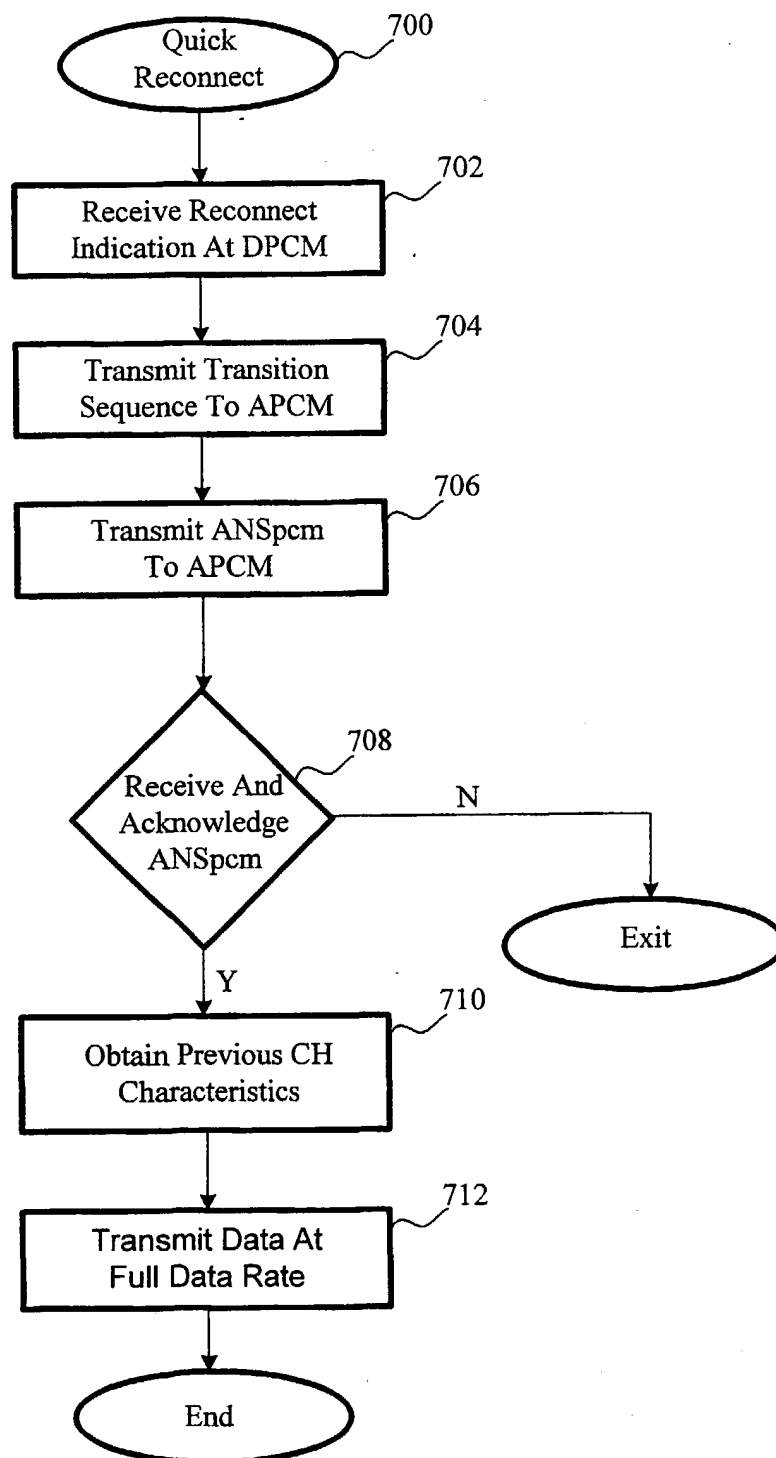 Quick
Reconnect
700
702
Receive Reconnect
Indication At DPCM
704
Transmit Transition
Sequence To APCM
706
Transmit ANSpcm
To APCM
708
Receive And
Acknowledge
ANSpcm
N
Exit
Y
710
Obtain Previous CH
Characteristics
712
Transmit Data At
Full Data Rate
End